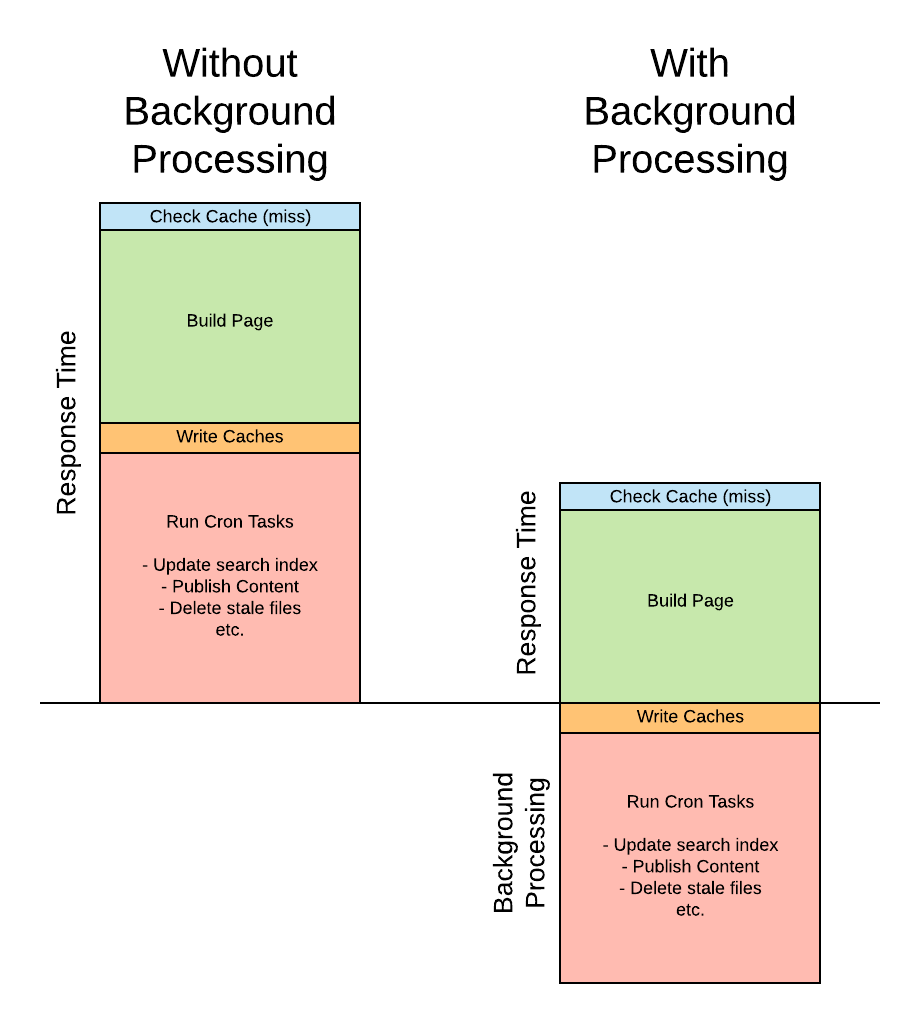 Without
Background
Processing
Response Time
Check Cache (miss)
Build Page
Write Caches
Run Cron Tasks
- Update search index
- Publish Content
- Delete stale files
etc.
With
Background
Processing
Response Time
Check Cache (miss)
Build Page
Background
Processing
Write Caches
Run Cron Tasks
- Update search index
- Publish Content
- Delete stale files
etc.